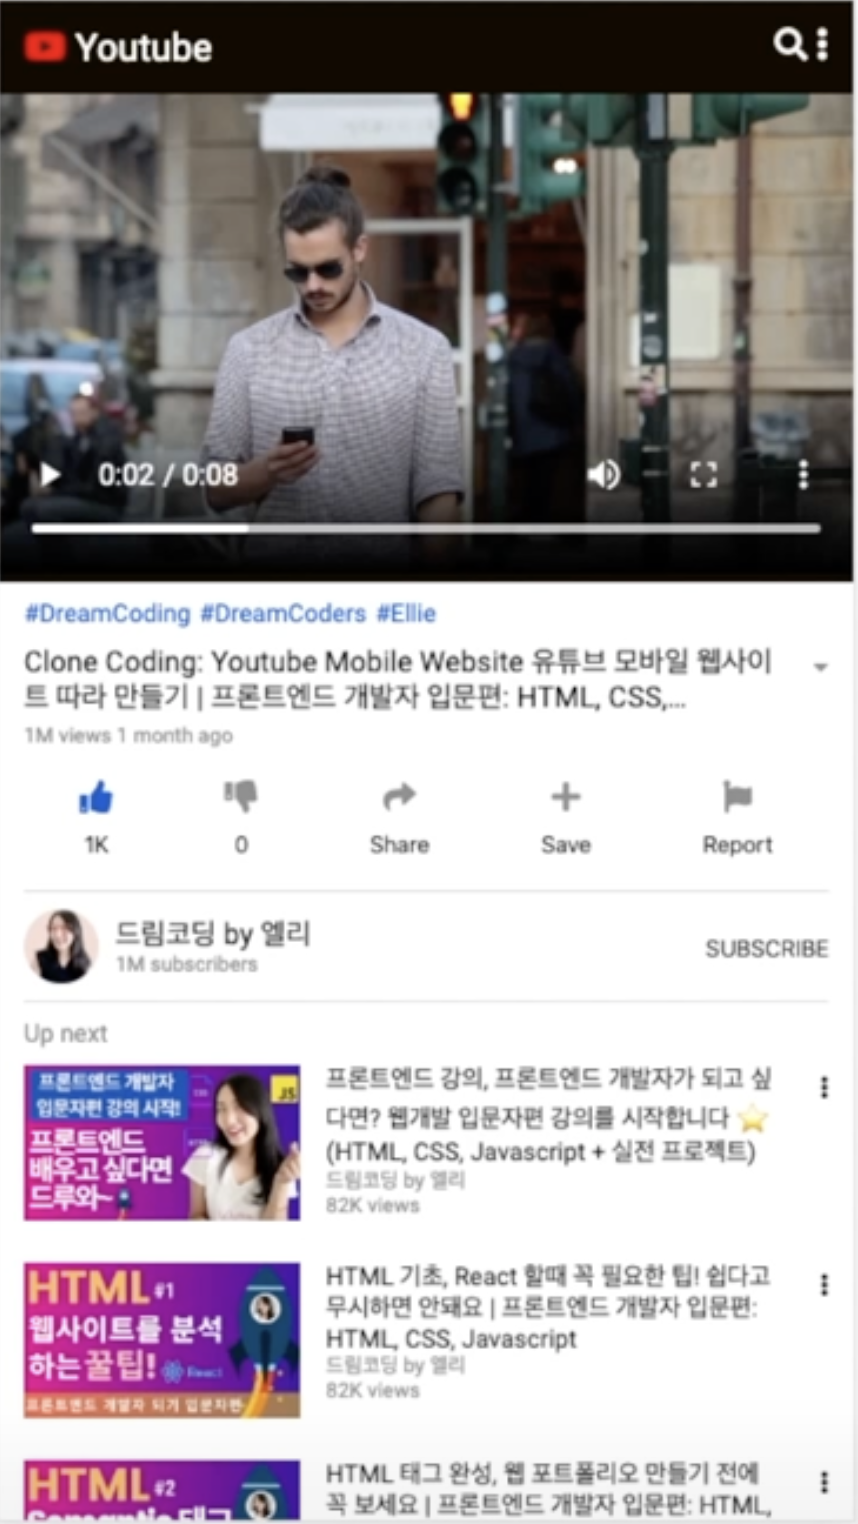 Youtube
0:02 / 0:08
#DreamCoding #DreamCoders #Ellie
Clone Coding: Youtube Mobile Website 유튜브 모바일 웹사이
트 따라 만들기 | 프론트엔드 개발자 입문편: HTML, CSS,...
1M views 1 month ago
1K
0
Share
Save
Report
드림코딩 by 엘리
1M subscribers
SUBSCRIBE
Up next
프론트엔드 개발자
입문자편 강의 시작!
JS
프론트엔드
배우고 싶다면
드루와~
프론트엔드 강의, 프론트엔드 개발자가 되고 싶
다면? 웹개발 입문자편 강의를 시작합니다 ⭐
(HTML, CSS, Javascript + 실전 프로젝트)
드림코딩 by 엘리
82K views
HTML #1
웹사이트를 분석
하는 꿀팁! React
프론트엔드 개발자 되기 입문자편
HTML 기초, React 할때 꼭 필요한 팁! 쉽다고
무시하면 안돼요 | 프론트엔드 개발자 입문편:
HTML, CSS, Javascript
드림코딩 by 엘리
82K views
HTML #2
Semantic 태그
HTML 태그 완성, 웹 포트폴리오 만들기 전에
꼭 보세요 | 프론트엔드 개발자 입문편: HTML,